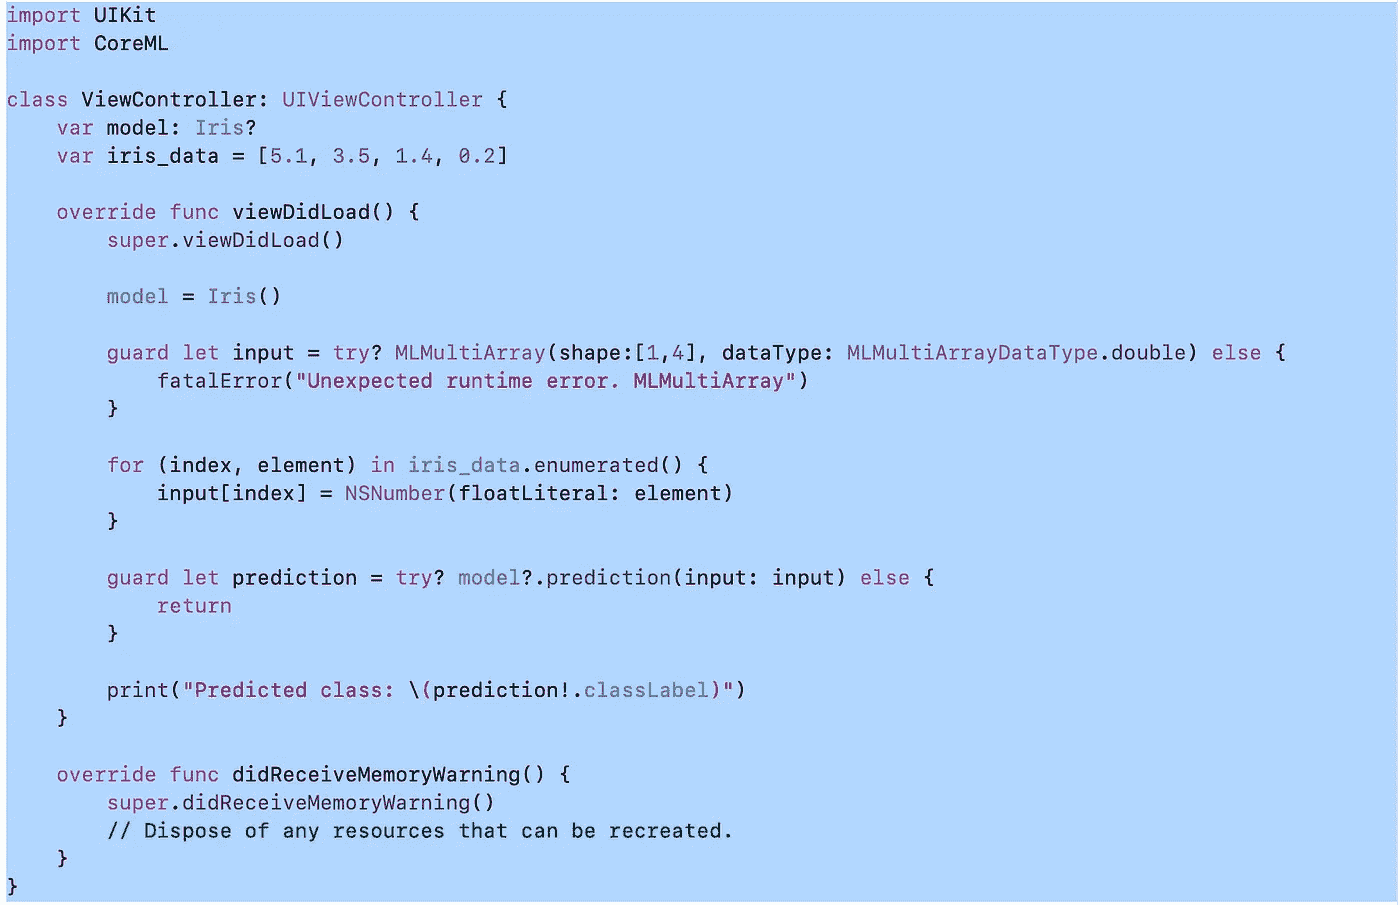 import UIKit
import CoreML

class ViewController: UIViewController {
    var model: Iris?
    var iris_data = [5.1, 3.5, 1.4, 0.2]

    override func viewDidLoad() {
        super.viewDidLoad()

        model = Iris()

        guard let input = try? MLMultiArray(shape:[1,4], dataType: MLMultiArrayDataType.double) else {
            fatalError("Unexpected runtime error. MLMultiArray")
        }

        for (index, element) in iris_data.enumerated() {
            input[index] = NSNumber(floatLiteral: element)
        }

        guard let prediction = try? model?.prediction(input: input) else {
            return
        }

        print("Predicted class: \(prediction!.classLabel)")
    }

    override func didReceiveMemoryWarning() {
        super.didReceiveMemoryWarning()
        // Dispose of any resources that can be recreated.
    }
}